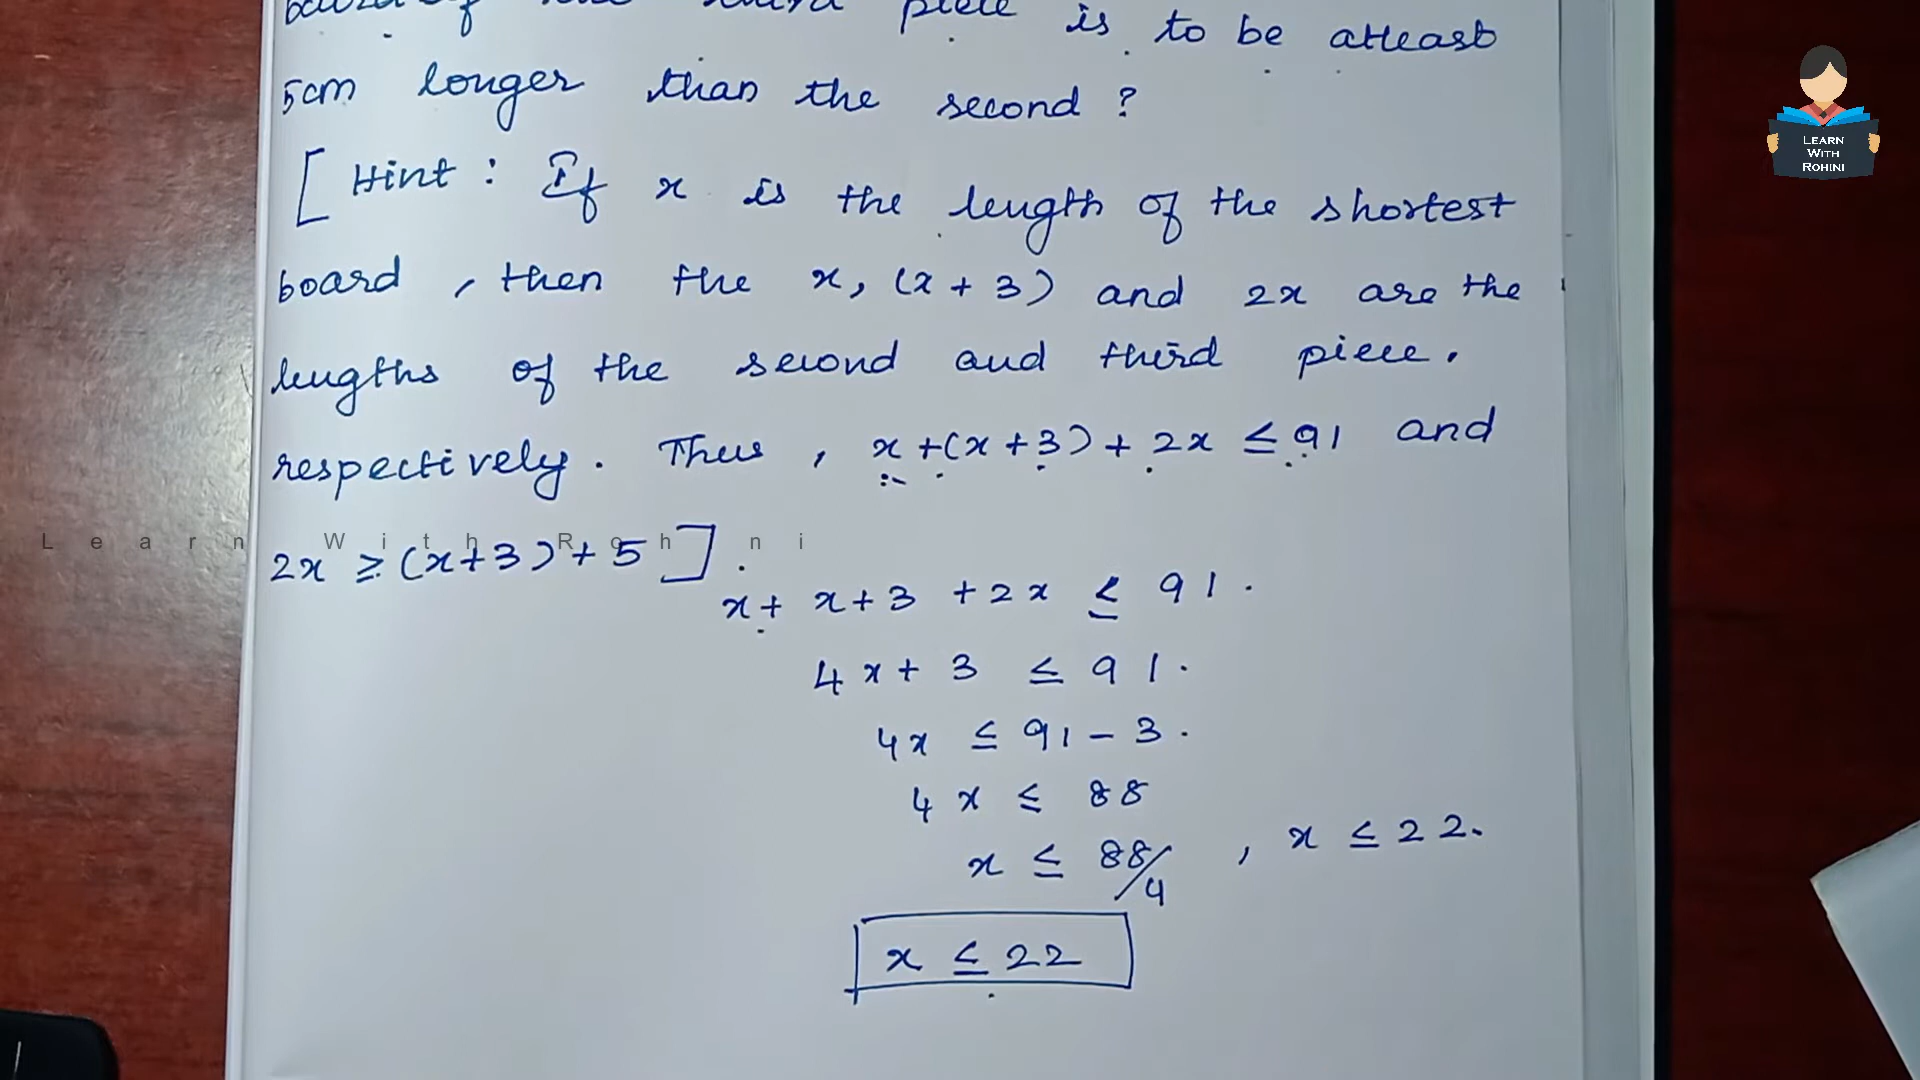 piece is to be atleast
5cm longer than the second ?
[ Hint : If x is the length of the shortest
board , then the x, (x + 3) and 2x are the
lengths of the second and third piece.
respectively. Thus , x +(x + 3) + 2x ≤ 91 and
2x ≥ (x+3) + 5 ] .
x + x + 3 + 2x ≤ 91.
4x + 3 ≤ 91.
4x ≤ 91 - 3.
4x ≤ 88
x ≤ 88/4 , x ≤ 22.
x ≤ 22
LEARN
WITH
ROHINI
Learn With Rohini